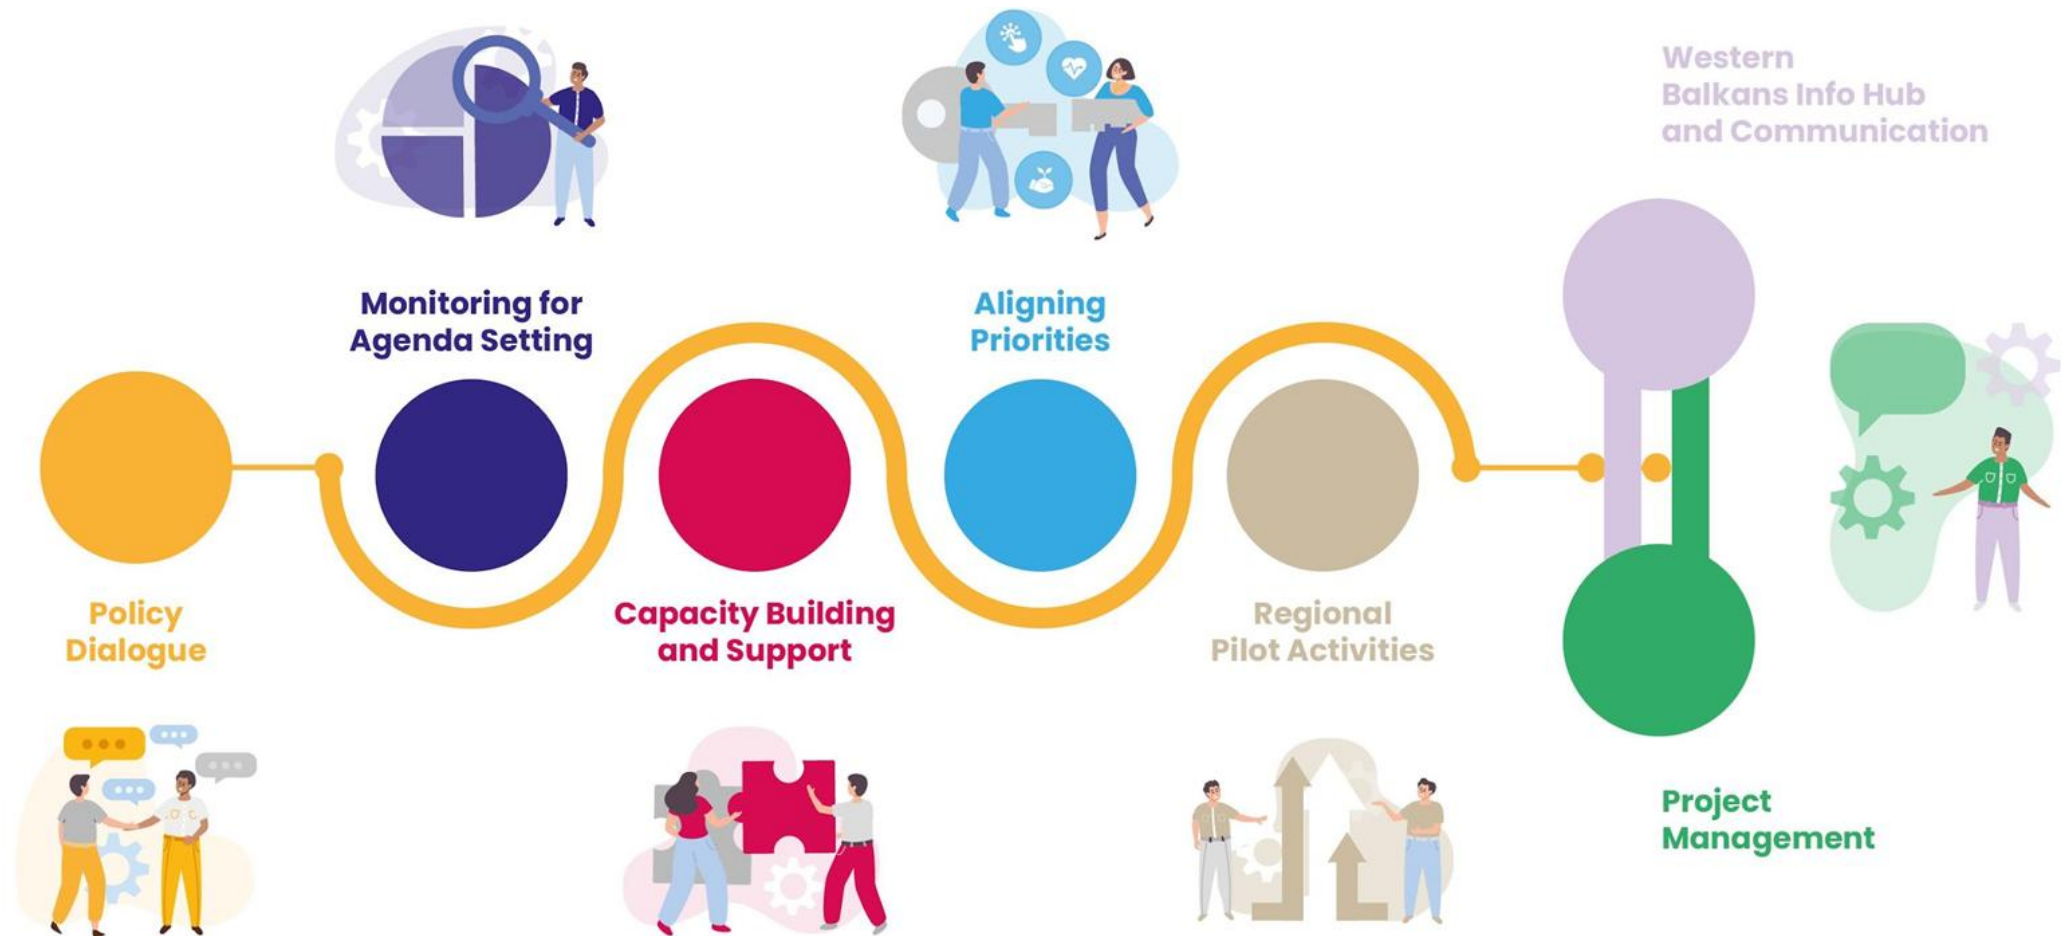 Policy
Dialogue
Monitoring for
Agenda Setting
Capacity Building
and Support
Aligning
Priorities
Regional
Pilot Activities
Western
Balkans Info Hub
and Communication
Project
Management